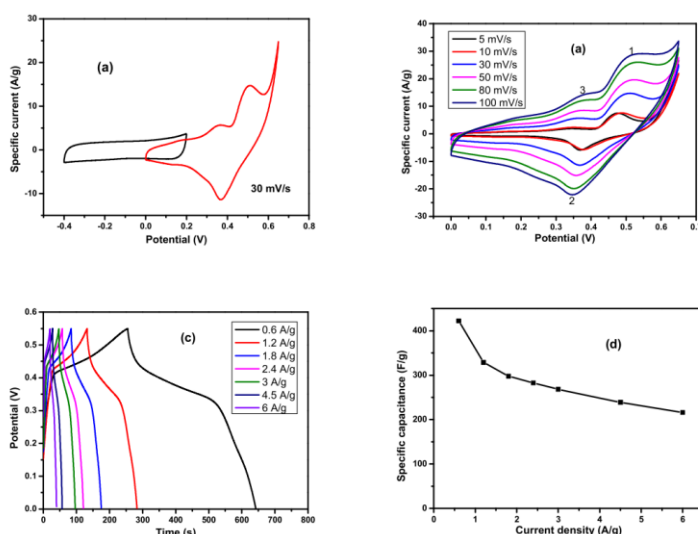 30
20
10
0
-10
Specific current (A/g)
(a)
30 mV/s
-0.4
-0.2
0.0
0.2
0.4
0.6
0.8
Potential (V)
40
30
20
10
0
-10
-20
-30
Specific current (A/g)
5 mV/s
10 mV/s
30 mV/s
50 mV/s
80 mV/s
100 mV/s
(a)
1
3
2
0.0
0.1
0.2
0.3
0.4
0.5
0.6
0.7
Potential (V)
0.6
0.5
0.4
0.3
0.2
0.1
0.0
Potential (V)
(c)
0.6 A/g
1.2 A/g
1.8 A/g
2.4 A/g
3 A/g
4.5 A/g
6 A/g
0
100
200
300
400
500
600
700
800
Time (s)
400
300
200
100
0
Specific capacitance (F/g)
(d)
0
1
2
3
4
5
6
Current density (A/g)